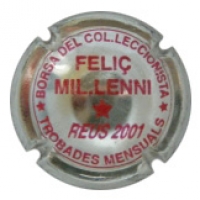 BORSA DEL COL.LECCIONISTA
FELIÇ
MIL.LENNI
REUS 2001
TROBADES MENSUALS